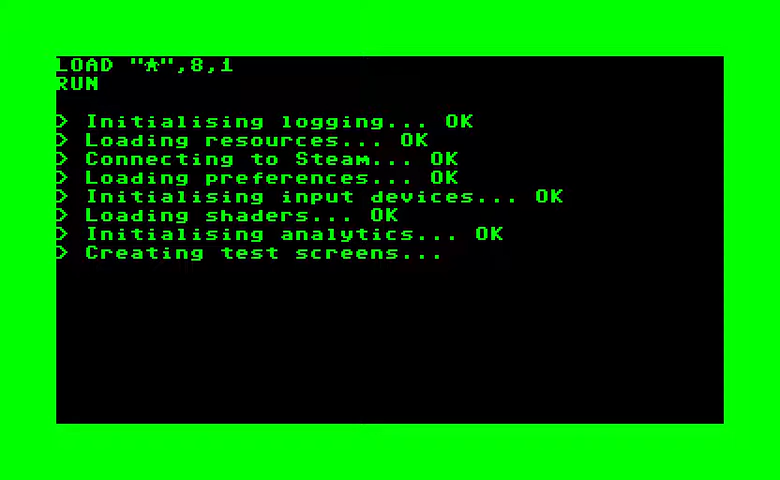 LOAD "*",8,1
RUN
> Initialising logging... OK
> Loading resources... OK
> Connecting to Steam... OK
> Loading preferences... OK
> Initialising input devices... OK
> Loading shaders... OK
> Initialising analytics... OK
> Creating test screens...